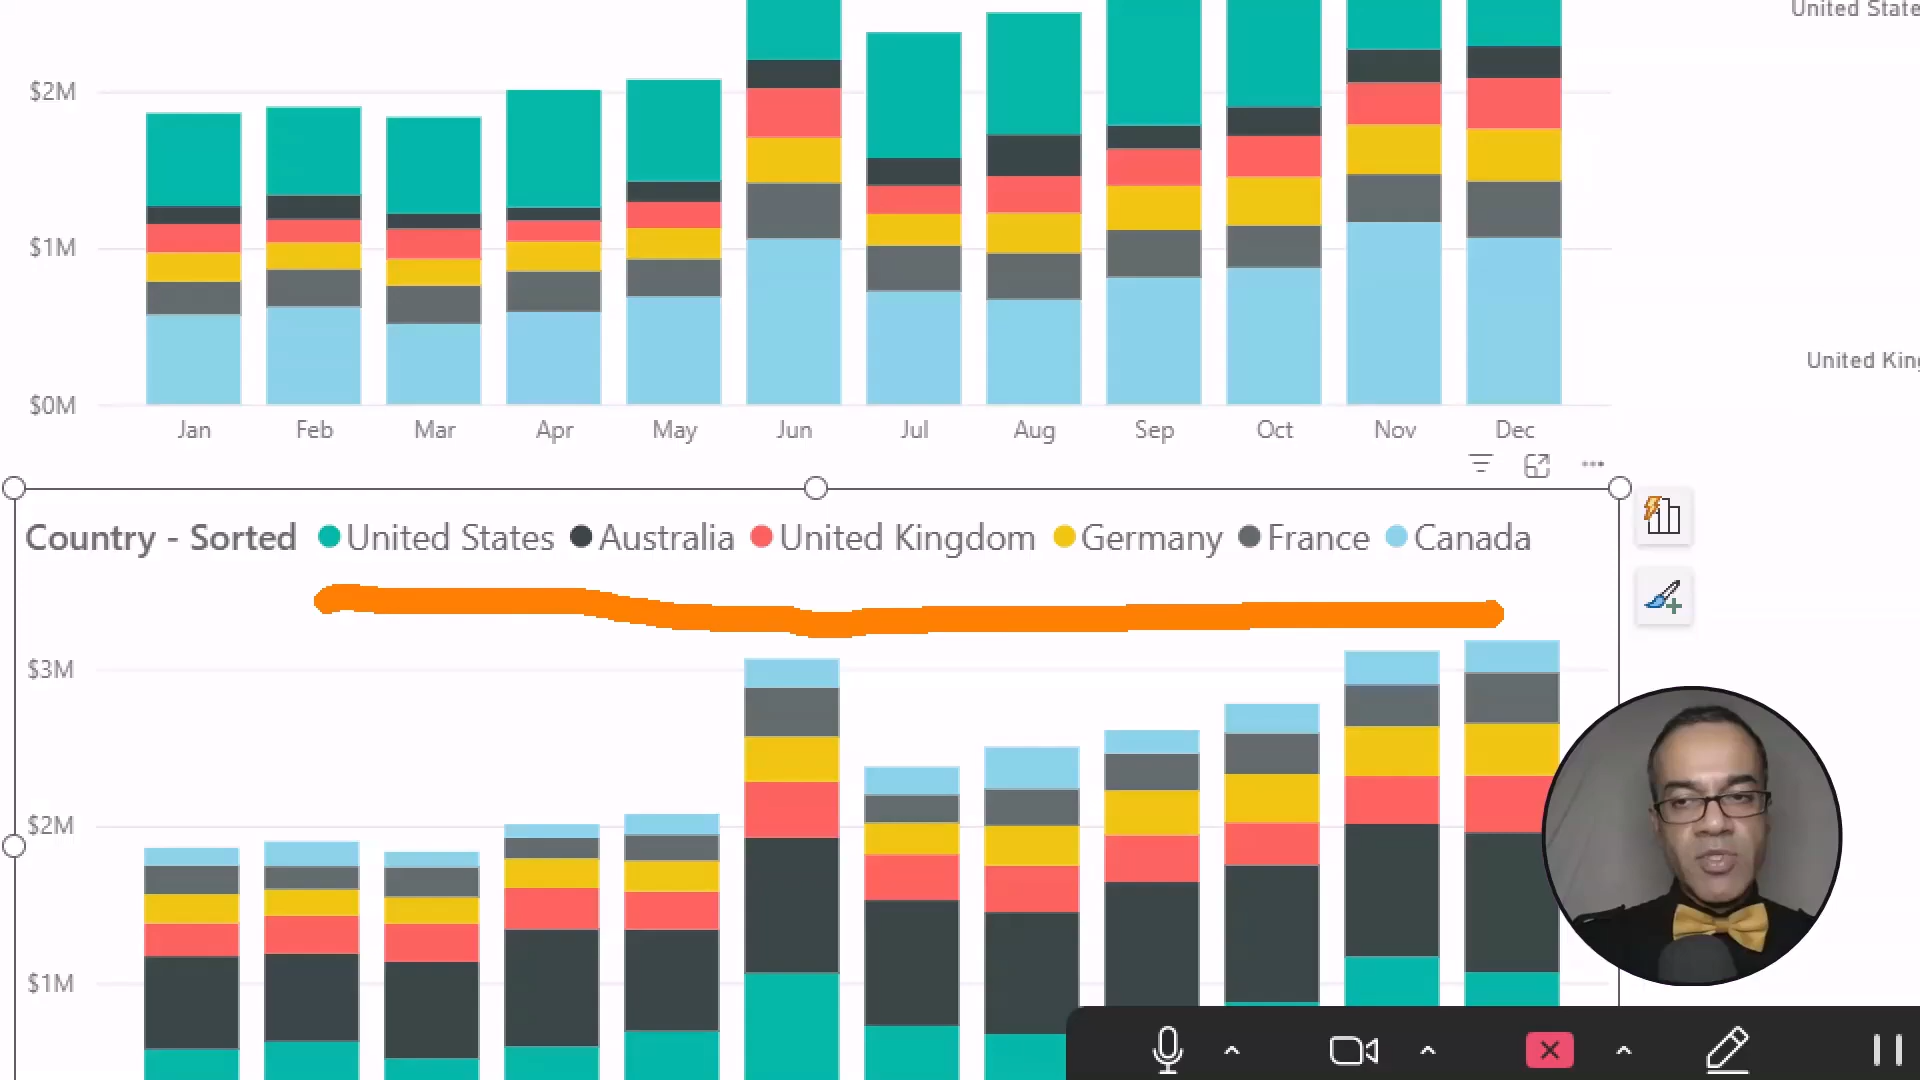 United State
$2M
$1M
United King
$0M
Jan Feb Mar Apr May Jun Jul Aug Sep Oct Nov Dec
Country - Sorted United States Australia United Kingdom Germany France Canada
$3M
$2M
$1M